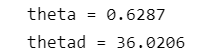 theta = 0.6287
thetad = 36.0206